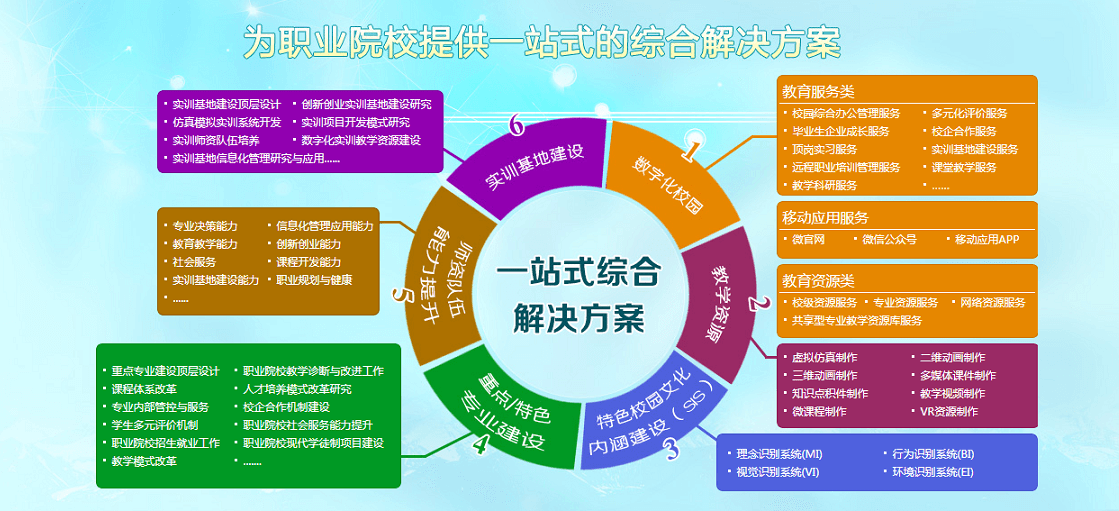 为职业院校提供一站式的综合解决方案
实训基地建设顶层设计 创新创业实训基地建设研究
仿真模拟实训系统开发 实训项目开发模式研究
实训师资队伍培养 数字化实训教学资源建设
实训基地信息化管理研究与应用......
专业决策能力 信息化管理应用能力
教育教学能力 创新创业能力
社会服务 课程开发能力
实训基地建设能力 职业规划与健康
......
重点专业建设顶层设计 职业院校教学诊断与改进工作
课程体系改革 人才培养模式改革研究
专业内部管控与服务 校企合作机制建设
学生多元评价机制 职业院校社会服务能力提升
职业院校招生就业工作 职业院校现代学徒制项目建设
教学模式改革 .......
6
实训基地建设
1
数字化校园
2
教学资源
3
特色校园文化
内涵建设（SIS）
4
重点/特色
专业建设
5
师资队伍
能力提升
一站式综合
解决方案
教育服务类
校园综合办公管理服务 多元化评价服务
毕业生企业成长服务 校企合作服务
顶岗实习服务 实训基地建设服务
远程职业培训管理服务 课堂教学服务
教学科研服务 ......
移动应用服务
微官网 微信公众号 移动应用APP
教育资源类
校级资源服务 专业资源服务 网络资源服务
共享型专业教学资源库服务
虚拟仿真制作 二维动画制作
三维动画制作 多媒体课件制作
知识点积件制作 教学视频制作
微课程制作 VR资源制作
理念识别系统(MI) 行为识别系统(BI)
视觉识别系统(VI) 环境识别系统(EI)